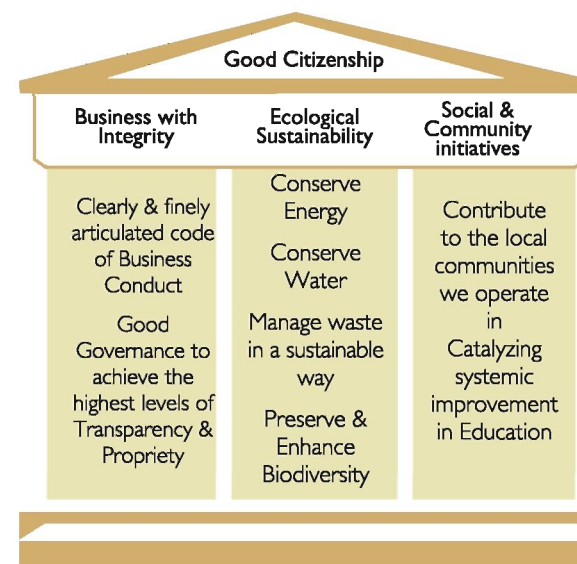 Good Citizenship
Business with
Integrity
Ecological
Sustainability
Social &
Community
initiatives
Clearly & finely
articulated code
of Business
Conduct
Good
Governance to
achieve the
highest levels of
Transparency &
Propriety
Conserve
Energy
Conserve
Water
Manage waste
in a sustainable
way
Preserve &
Enhance
Biodiversity
Contribute
to the local
communities
we operate
in
Catalyzing
systemic
improvement
in Education